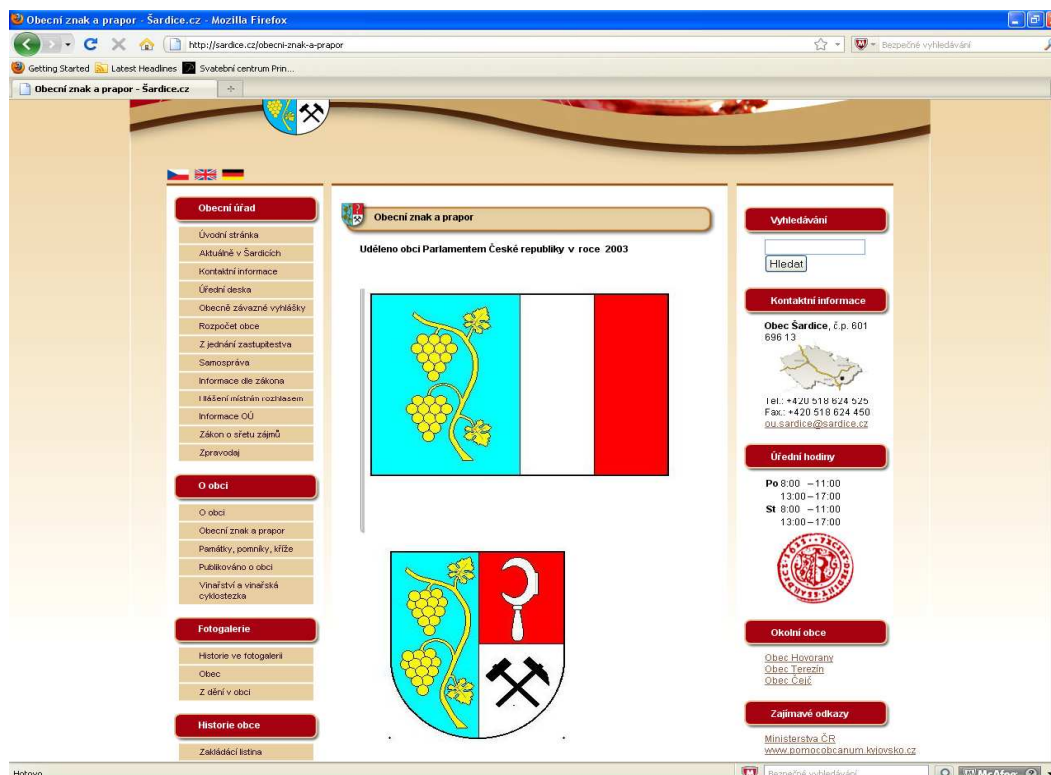 Obecní znak a prapor - Šardice.cz - Mozilla Firefox
http://sardice.cz/obecni-znak-a-prapor
Bezpečné vyhledávání
Getting Started Latest Headlines Svatební centrum Prin...
Obecní znak a prapor - Šardice.cz
Obecní úřad
Úvodní stránka
Aktuálně v Šardicích
Kontaktní informace
Úřední deska
Obecně závazné vyhlášky
Rozpočet obce
Z jednání zastupitestva
Samospráva
Informace dle zákona
Hlášení místním rozhlasem
Informace OÚ
Zákon o sřetu zájmů
Zpravodaj
O obci
O obci
Obecní znak a prapor
Památky, pomníky, kříže
Publikováno o obci
Vinařství a vinařská
cyklostezka
Fotogalerie
Historie ve fotogalerii
Obec
Z dění v obci
Historie obce
Zakládácí listina
Obecní znak a prapor
Uděleno obci Parlamentem České republiky v roce 2003
Vyhledávání
Hledat
Kontaktní informace
Obec Šardice, č.p. 601
696 13
Tel.: +420 518 624 525
Fax.: +420 518 624 450
ou.sardice@sardice.cz
Úřední hodiny
Po 8:00 –11:00
13:00–17:00
St 8:00 –11:00
13:00–17:00
Okolní obce
Obec Hovorany
Obec Terezín
Obec Čejč
Zajímavé odkazy
Ministerstva ČR
www.pomocobcanum.kyjovsko.cz
Hotovo
Bezpečné vyhledávání
McAfee